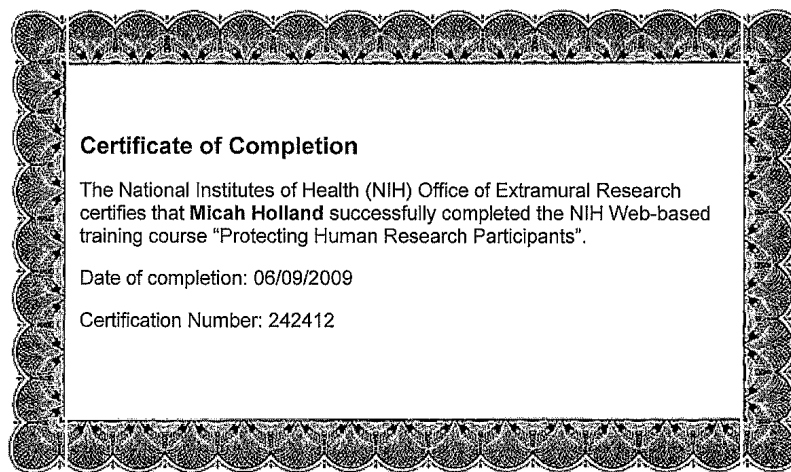 Certificate of Completion
The National Institutes of Health (NIH) Office of Extramural Research
certifies that Micah Holland successfully completed the NIH Web-based
training course “Protecting Human Research Participants”.
Date of completion: 06/09/2009
Certification Number: 242412